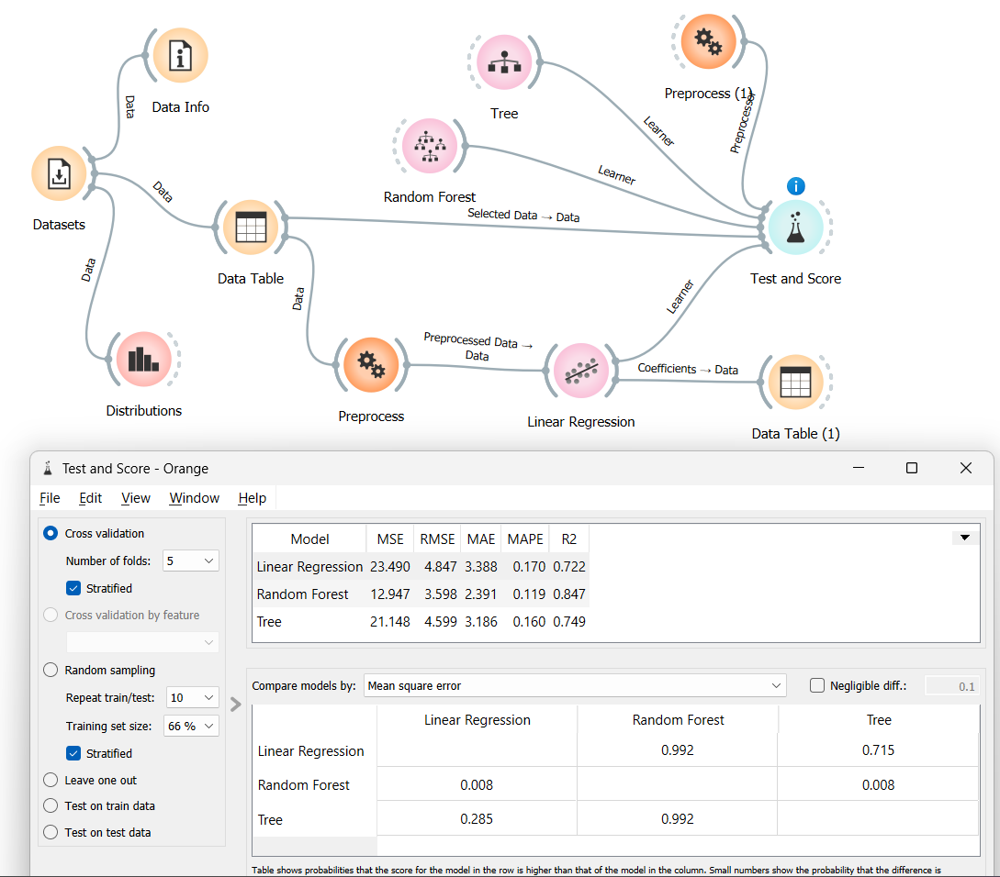 Data Info
Tree
Preprocess (1)
Data
Learner
Preprocessor
Random Forest
Learner
Datasets
Data
Selected Data → Data
Data Table
Test and Score
Data
Data
Learner
Preprocessed Data →
Data
Coefficients → Data
Distributions
Preprocess
Linear Regression
Data Table (1)
Test and Score - Orange
File Edit View Window Help
Cross validation
Number of folds: 5
Stratified
Cross validation by feature
Random sampling
Repeat train/test: 10
Training set size: 66 %
Stratified
Leave one out
Test on train data
Test on test data
Model MSE RMSE MAE MAPE R2
Linear Regression 23.490 4.847 3.388 0.170 0.722
Random Forest 12.947 3.598 2.391 0.119 0.847
Tree 21.148 4.599 3.186 0.160 0.749
Compare models by: Mean square error Negligible diff.: 0.1
Linear Regression Random Forest Tree
Linear Regression 0.992 0.715
Random Forest 0.008 0.008
Tree 0.285 0.992
Table shows probabilities that the score for the model in the row is higher than that of the model in the column. Small numbers show the probability that the difference is